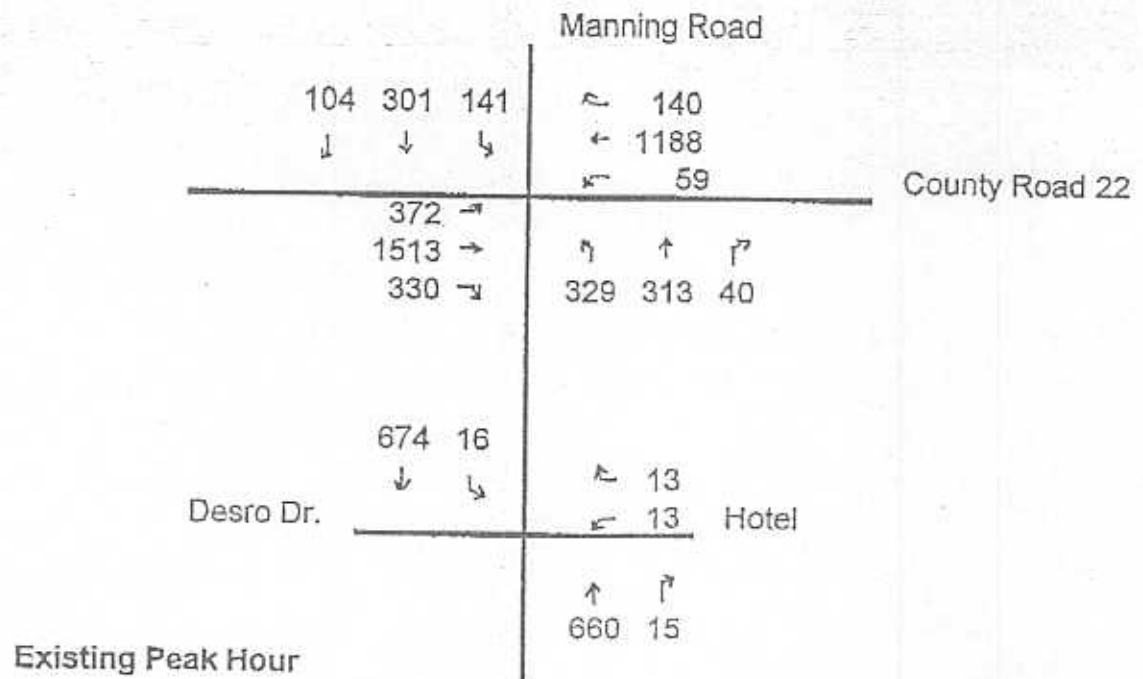 Manning Road
104 301 141
140
1188
59
County Road 22
372
1513
330
329 313 40
674 16
13
13
Desro Dr.
Hotel
660 15
Existing Peak Hour